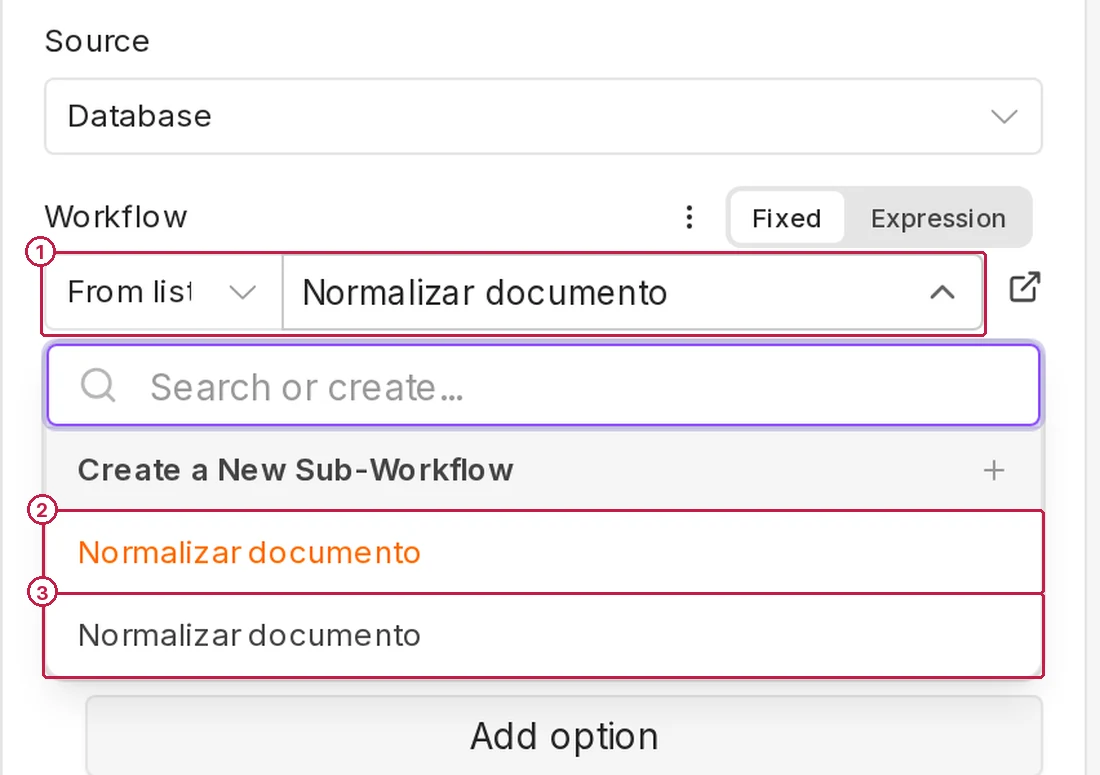 Source
Database
Workflow
Fixed Expression
1
From list Normalizar documento
Search or create...
Create a New Sub-Workflow
2
Normalizar documento
3
Normalizar documento
Add option